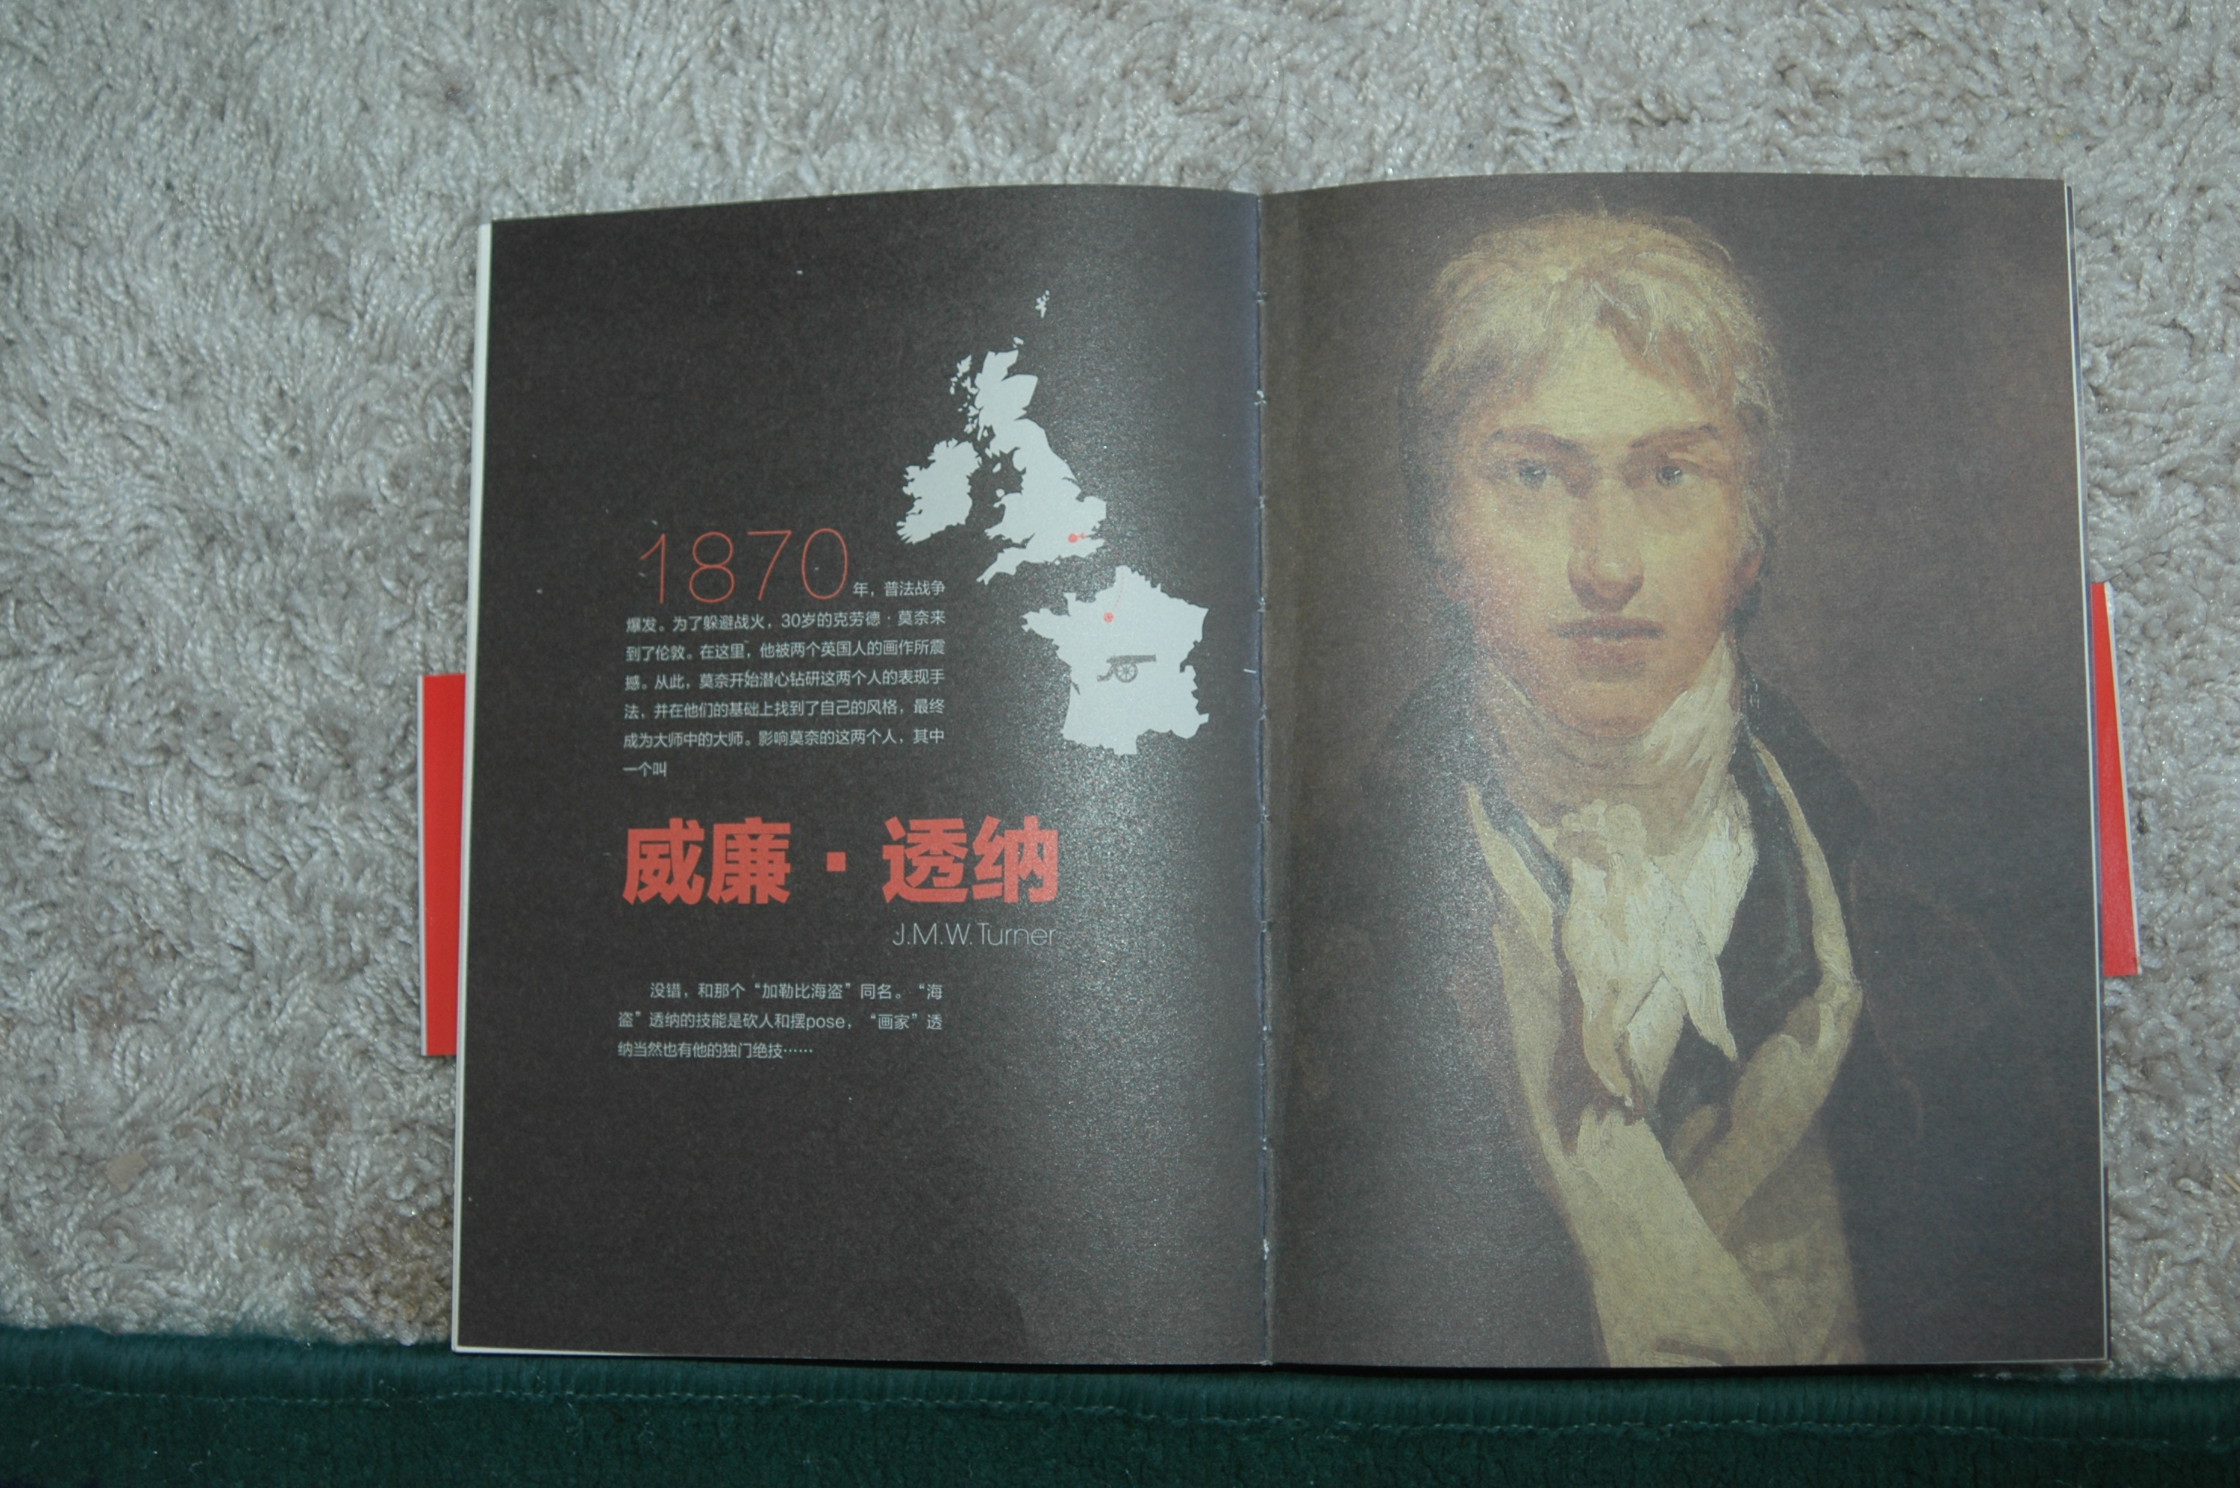 1870年，普法战争
爆发。为了躲避战火，30岁的克劳德·莫奈来
到了伦敦。在这里，他被两个英国人的画作所震
撼。从此，莫奈开始潜心钻研这两个人的表现手
法，并在他们的基础上找到了自己的风格，最终
成为大师中的大师。影响莫奈的这两个人，其中
一个叫
威廉·透纳
J.M.W.Turner
没错，和那个“加勒比海盗”同名。“海
盗”透纳的技能是砍人和摆pose，“画家”透
纳当然也有他的独门绝技……